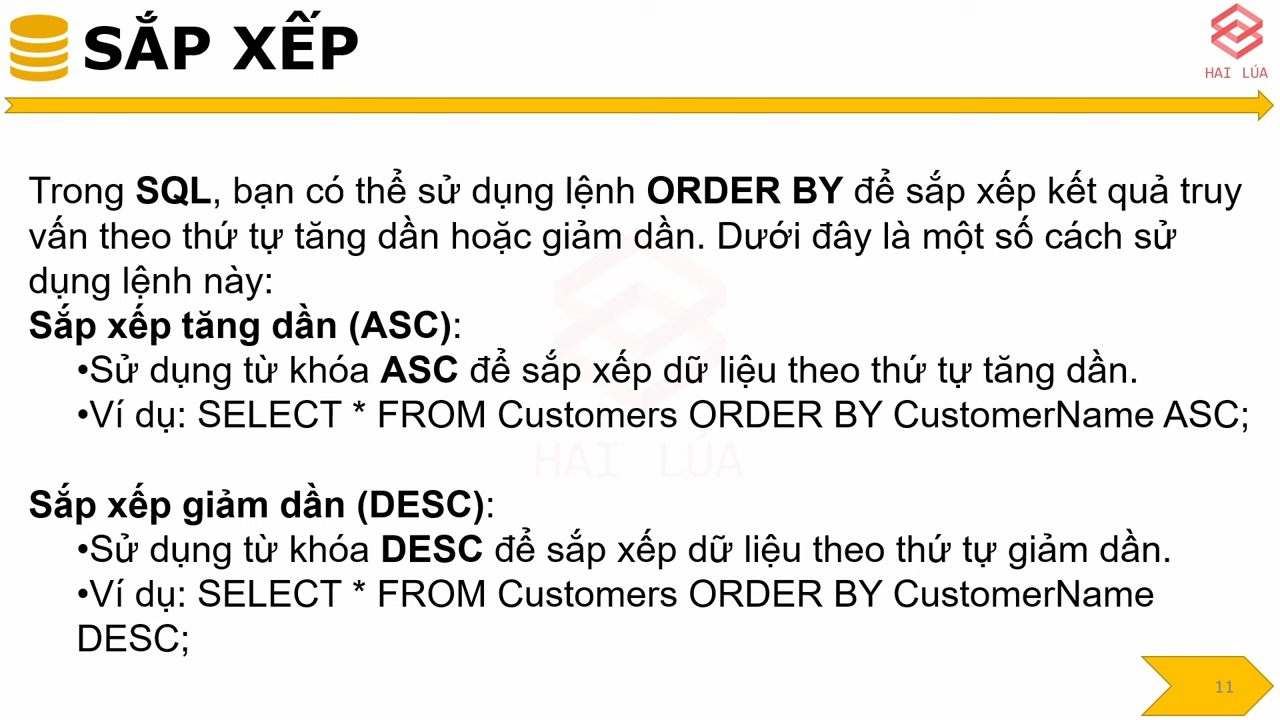 SẮP XẾP
HAI LÚA
Trong SQL, bạn có thể sử dụng lệnh ORDER BY để sắp xếp kết quả truy
vấn theo thứ tự tăng dần hoặc giảm dần. Dưới đây là một số cách sử
dụng lệnh này:
Sắp xếp tăng dần (ASC):
•Sử dụng từ khóa ASC để sắp xếp dữ liệu theo thứ tự tăng dần.
•Ví dụ: SELECT * FROM Customers ORDER BY CustomerName ASC;
HAI LÚA
Sắp xếp giảm dần (DESC):
•Sử dụng từ khóa DESC để sắp xếp dữ liệu theo thứ tự giảm dần.
•Ví dụ: SELECT * FROM Customers ORDER BY CustomerName
DESC;
11